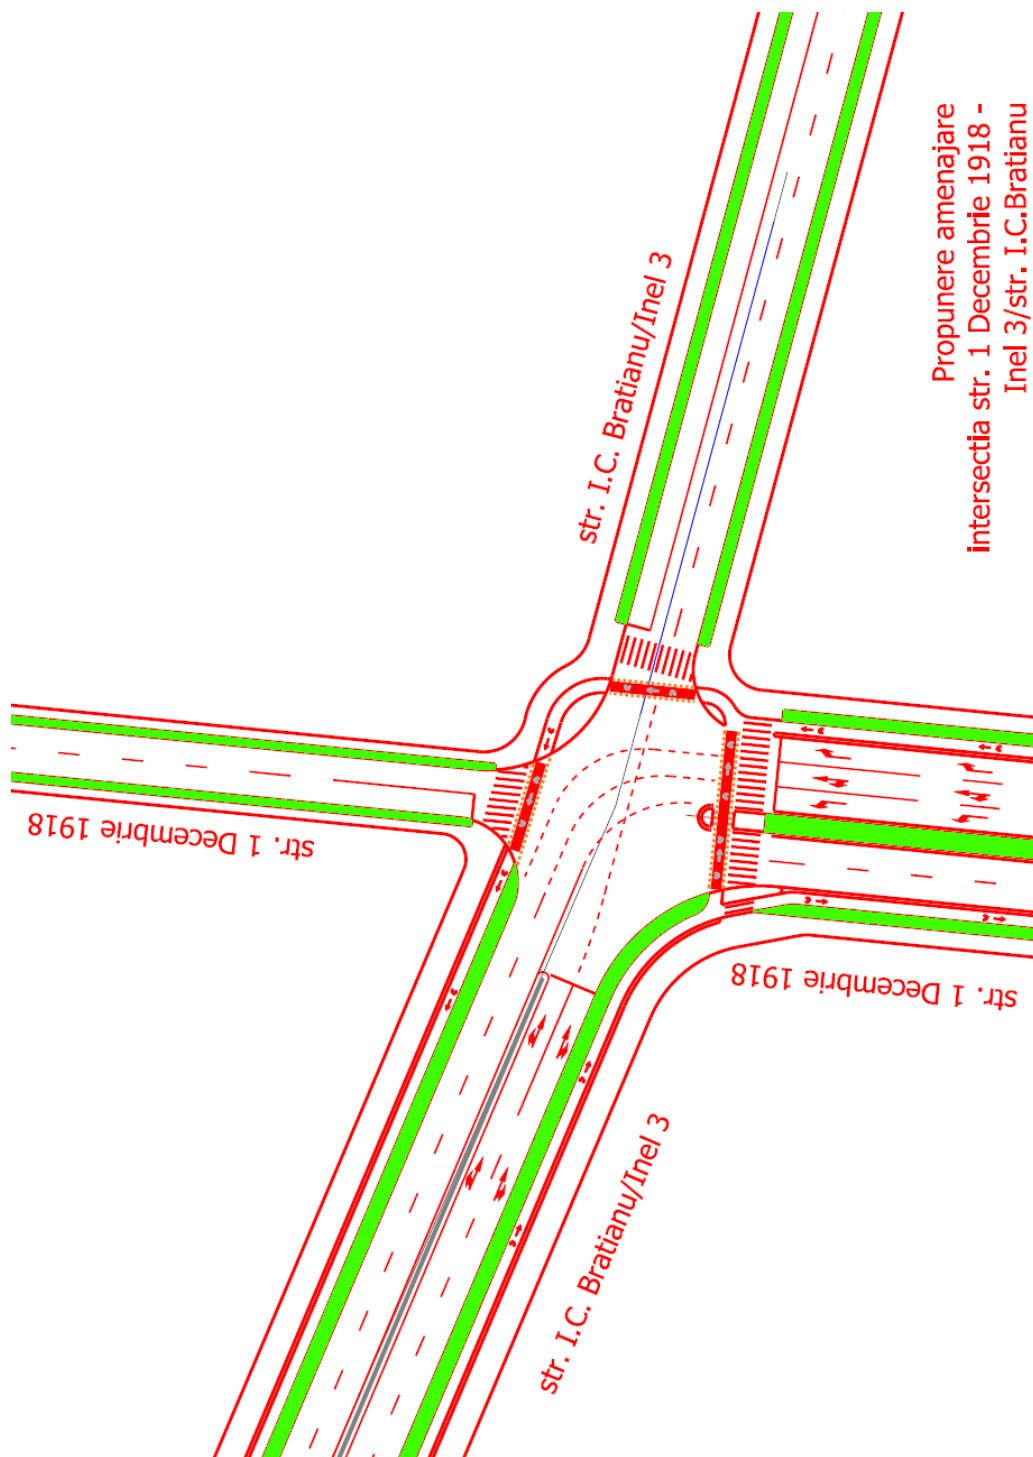 Propunere amenajare
intersectia str. 1 Decembrie 1918 -
Inel 3/str. I.C.Bratianu
str. I.C. Bratianu/Inel 3
str. 1 Decembrie 1918
str. 1 Decembrie 1918
str. I.C. Bratianu/Inel 3